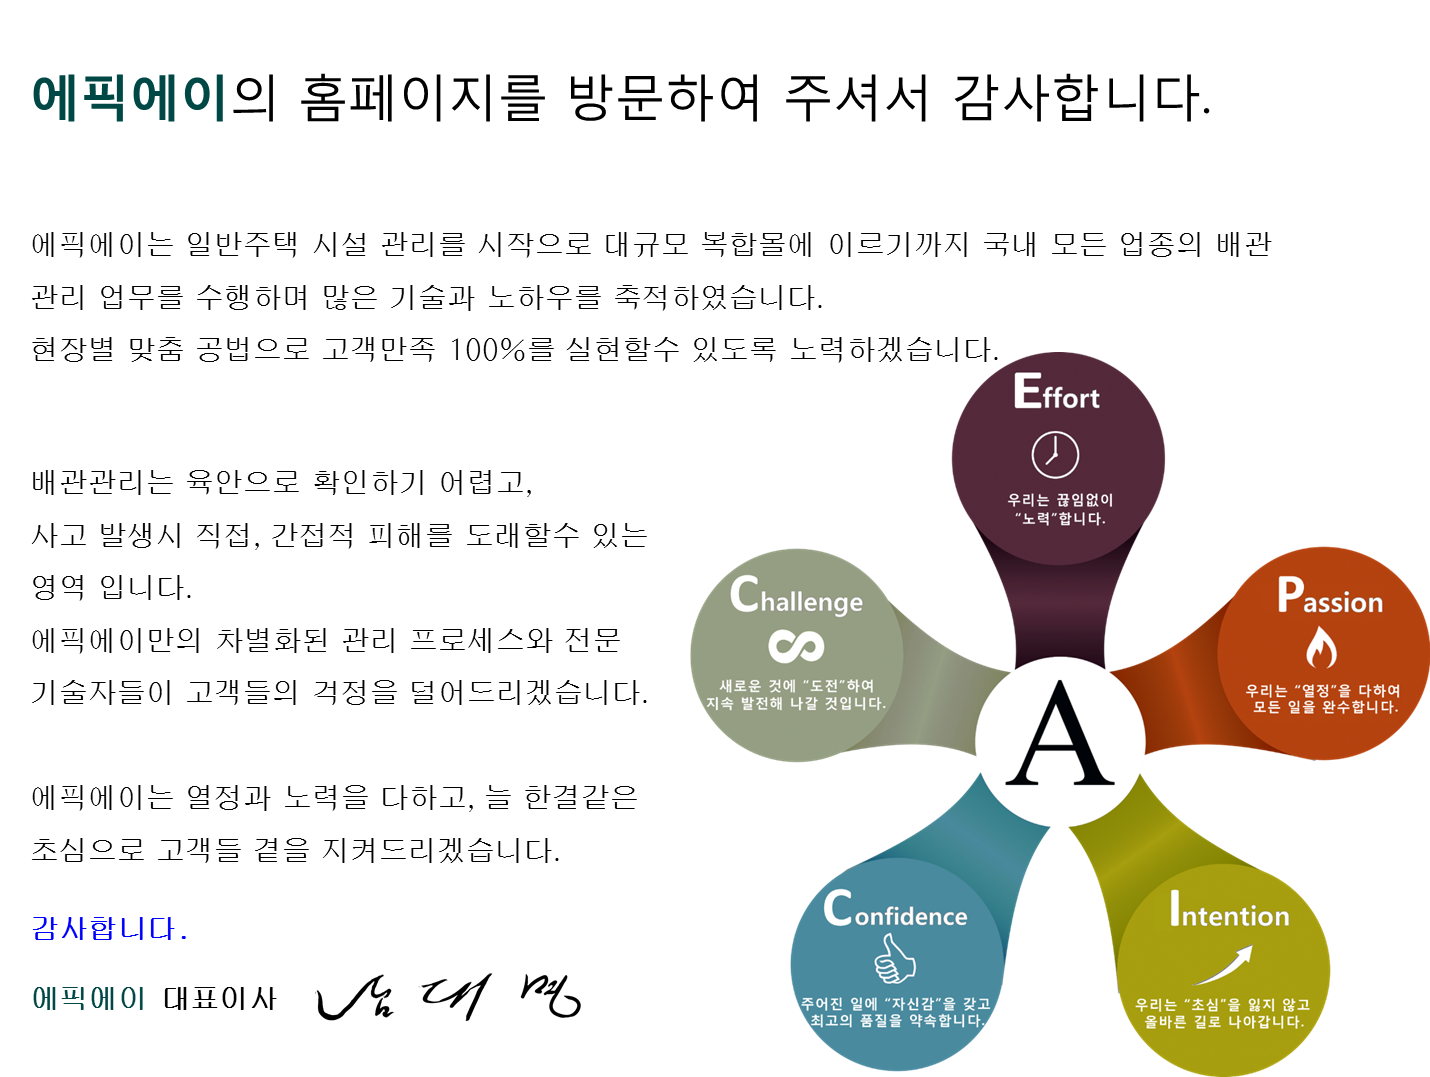 에픽에이의 홈페이지를 방문하여 주셔서 감사합니다.
에픽에이는 일반주택 시설 관리를 시작으로 대규모 복합몰에 이르기까지 국내 모든 업종의 배관
관리 업무를 수행하며 많은 기술과 노하우를 축적하였습니다.
현장별 맞춤 공법으로 고객만족 100%를 실현할수 있도록 노력하겠습니다.
배관관리는 육안으로 확인하기 어렵고,
사고 발생시 직접, 간접적 피해를 도래할수 있는
영역 입니다.
에픽에이만의 차별화된 관리 프로세스와 전문
기술자들이 고객들의 걱정을 덜어드리겠습니다.
에픽에이는 열정과 노력을 다하고, 늘 한결같은
초심으로 고객들 곁을 지켜드리겠습니다.
감사합니다.
에픽에이 대표이사
Effort
우리는 끊임없이
“노력”합니다.
Challenge
새로운 것에 “도전”하여
지속 발전해 나갈 것입니다.
Passion
우리는 “열정”을 다하여
모든 일을 완수합니다.
A
Confidence
주어진 일에 “자신감”을 갖고
최고의 품질을 약속합니다.
Intention
우리는 “초심”을 잃지 않고
올바른 길로 나아갑니다.